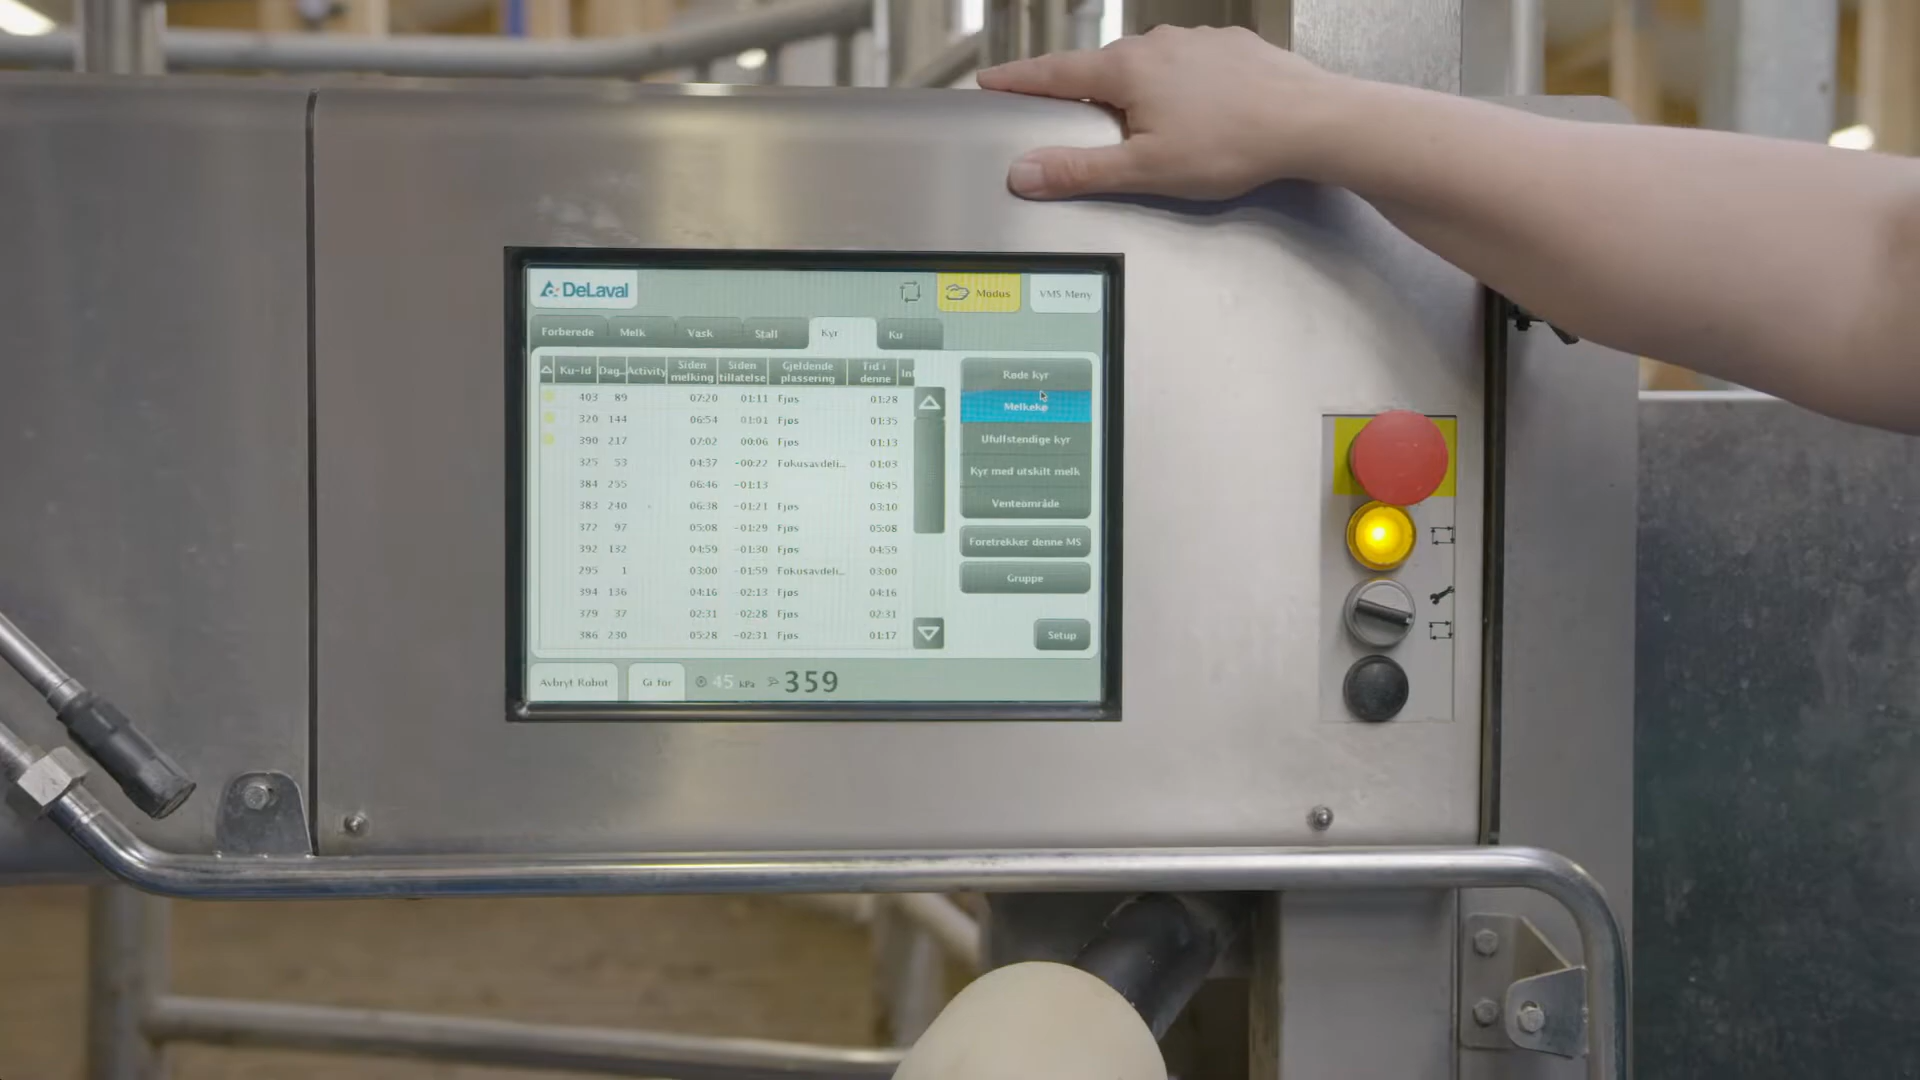 DeLaval
Modus
VMS Meny
Forberede Melk Vask Stall Kyr Ku
Ku-Id Dag... Activity Siden melking Siden tillatelse Gjeldende plassering Tid i denne Inf
403 89 07:20 01:11 Fjøs 01:28
320 144 06:54 01:01 Fjøs 01:35
390 217 07:02 00:06 Fjøs 01:13
325 53 04:37 -00:22 Fokusavdeli... 01:03
384 255 06:46 -01:13 06:45
383 240 06:38 -01:21 Fjøs 03:10
372 97 05:08 -01:29 Fjøs 05:08
392 132 04:59 -01:30 Fjøs 04:59
295 1 03:00 -01:59 Fokusavdeli... 03:00
394 136 04:16 -02:13 Fjøs 04:16
379 37 02:31 -02:28 Fjøs 02:31
386 230 05:28 -02:31 Fjøs 01:17
Røde kyr
Melkekø
Ufullstendige kyr
Kyr med utskilt melk
Venteområde
Foretrekker denne MS
Gruppe
Setup
Avbryt Robot
Gi fôr
45 kPa
359